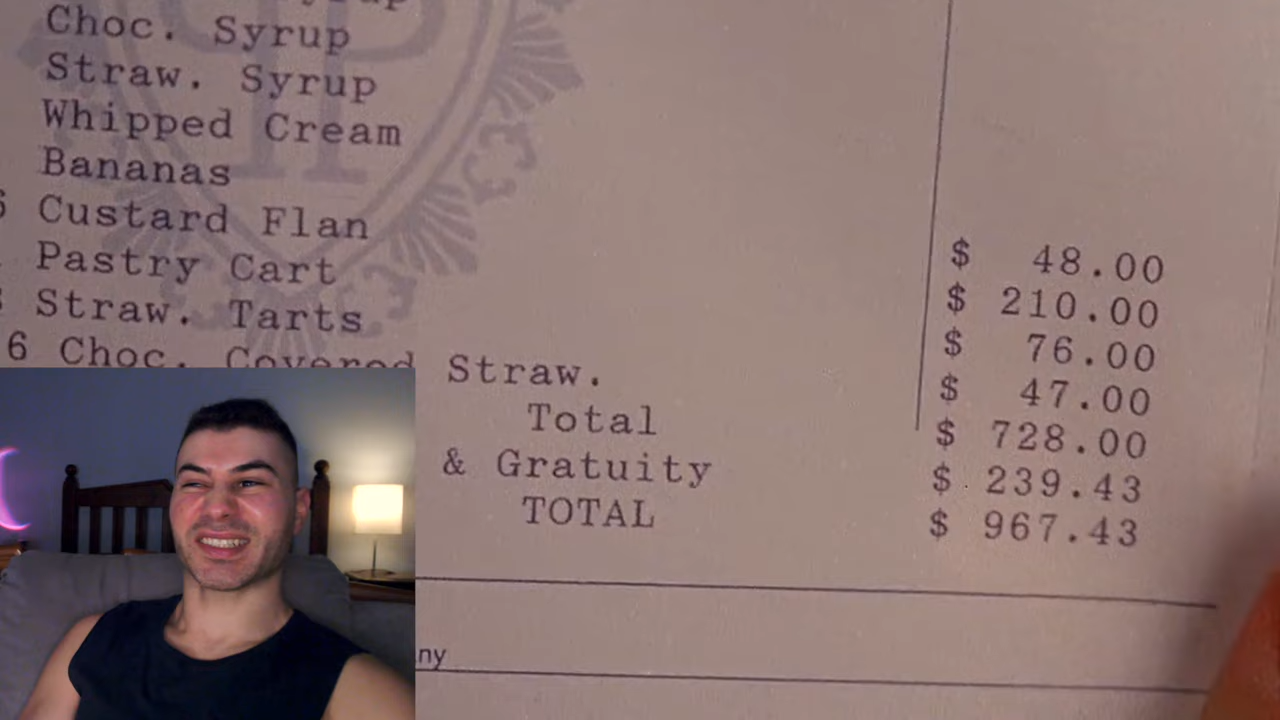 Choc. Syrup
Straw. Syrup
Whipped Cream
Bananas
Custard Flan $ 48.00
Pastry Cart $ 210.00
Straw. Tarts $ 76.00
6 Choc. Covered Straw. $ 47.00
Total $ 728.00
& Gratuity $ 239.43
TOTAL $ 967.43
ny